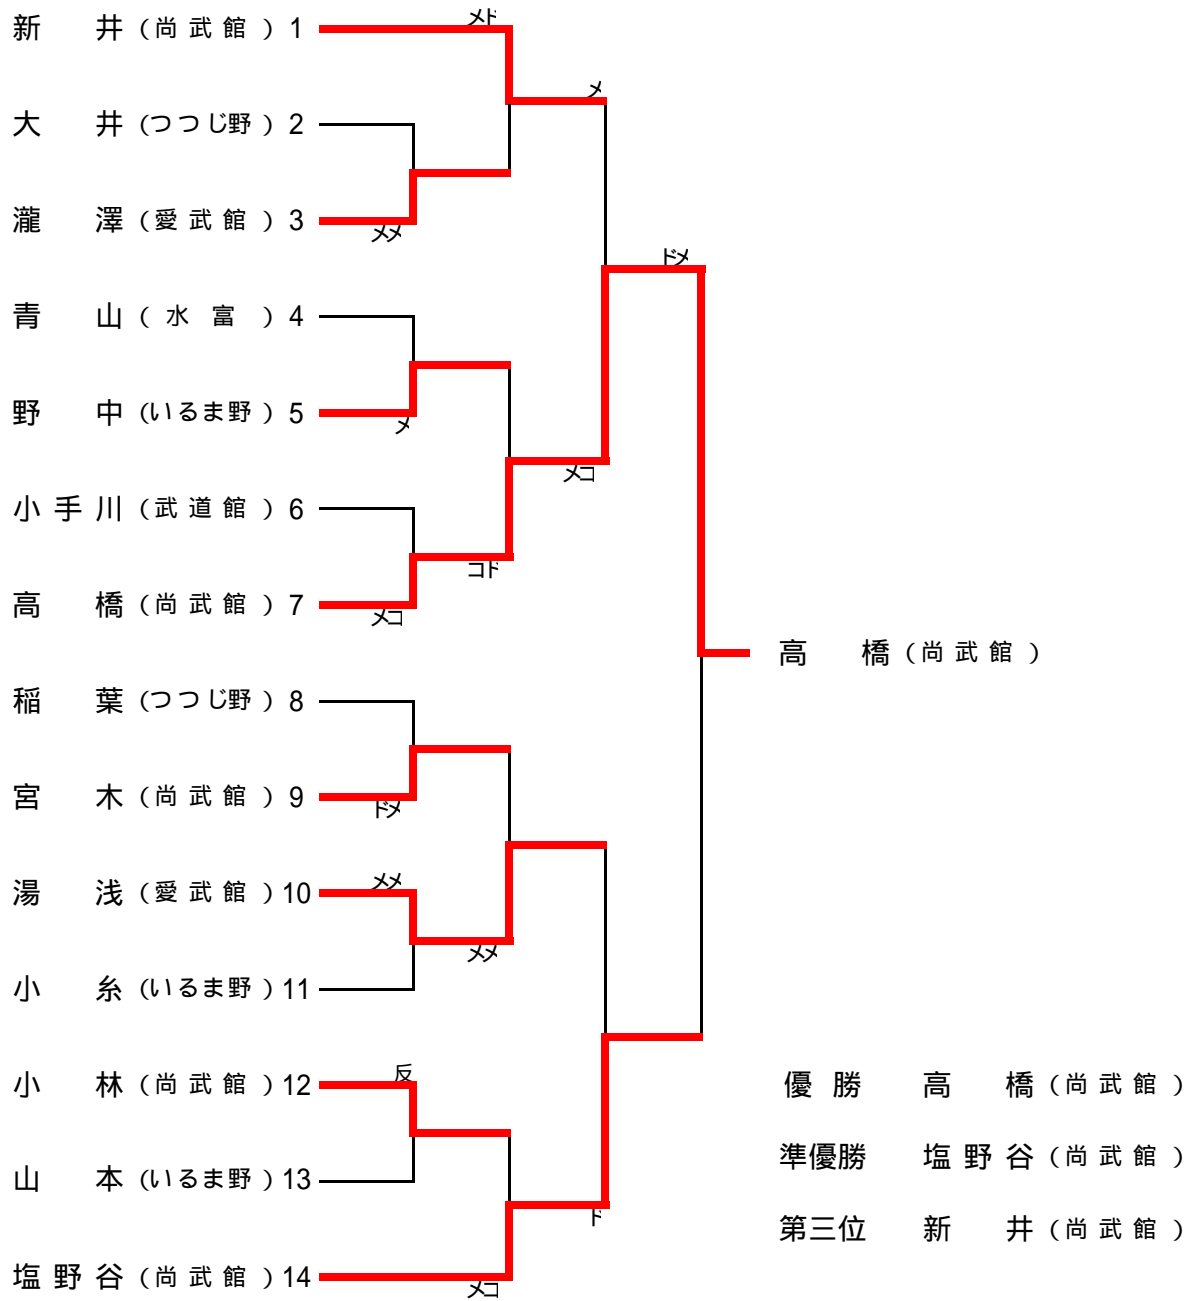 メド
新 井 (尚武館) 1
メ
大 井 (つつじ野) 2
瀧 澤 (愛武館) 3
メメ
ドメ
青 山 (水富) 4
野 中 (いるま野) 5
メ
メコ
小手川 (武道館) 6
コド
高 橋 (尚武館) 7
メコ
高 橋 (尚武館)
稲 葉 (つつじ野) 8
宮 木 (尚武館) 9
ドメ
メメ
湯 浅 (愛武館) 10
メメ
小 糸 (いるま野) 11
反
小 林 (尚武館) 12
優勝 高 橋 (尚武館)
準優勝 塩野谷 (尚武館)
山 本 (いるま野) 13
ド
第三位 新 井 (尚武館)
塩野谷 (尚武館) 14
メコ